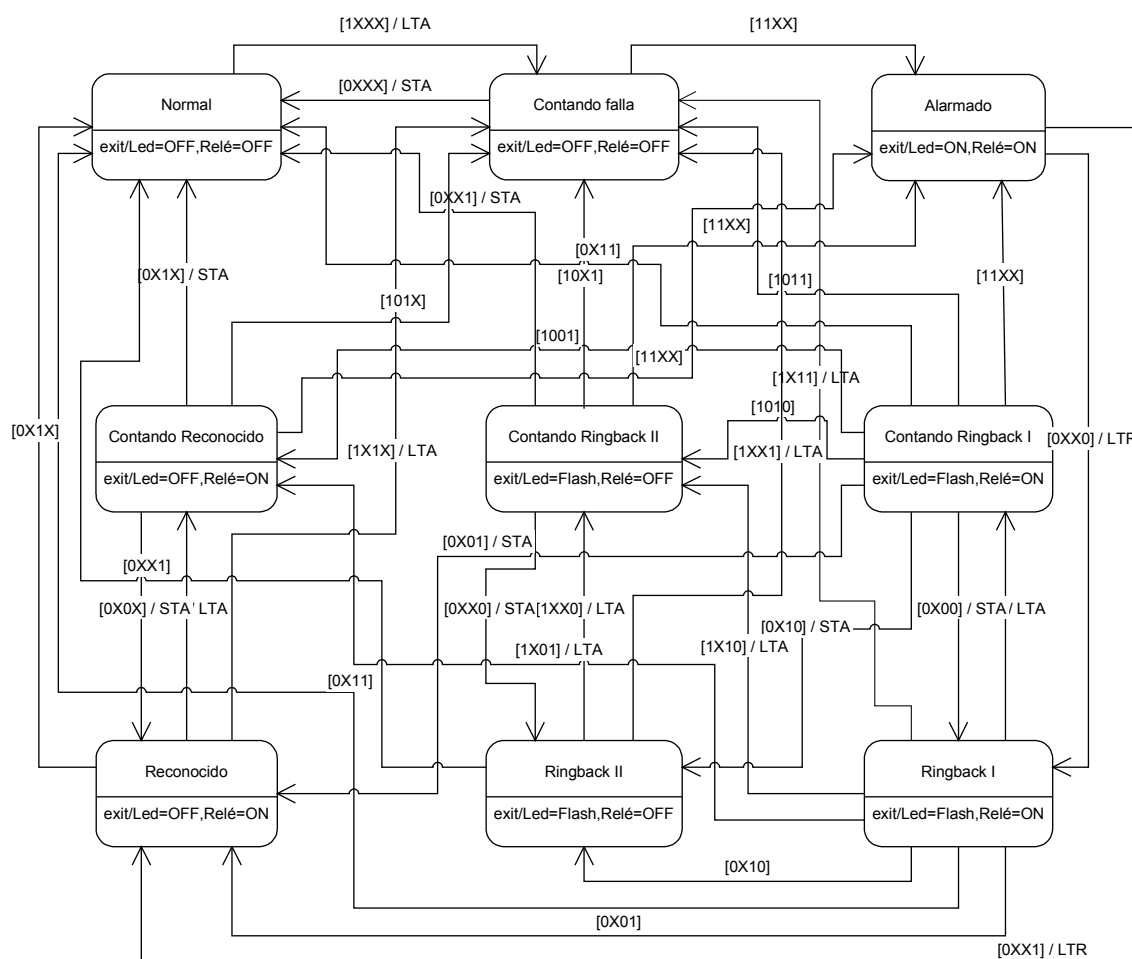 [1XXX] / LTA
[11XX]
[0XXX] / STA
Normal
Contando falla
Alarmado
exit/Led=OFF,Relé=OFF
exit/Led=OFF,Relé=OFF
exit/Led=ON,Relé=ON
[0XX1] / STA
[11XX]
[0X11]
[0X1X] / STA
[10X1]
[1011]
[11XX]
[101X]
[1001]
[11XX]
[1X11] / LTA
[1010]
[0X1X]
Contando Reconocido
Contando Ringback II
Contando Ringback I
[0XX0] / LTR
[1X1X] / LTA
[1XX1] / LTA
exit/Led=OFF,Relé=ON
exit/Led=Flash,Relé=OFF
exit/Led=Flash,Relé=ON
[0X01] / STA
[0XX1]
[0X0X] / STA
/ LTA
[0XX0] / STA
[1XX0] / LTA
[0X00] / STA
/ LTA
[0X10] / STA
[1X01] / LTA
[1X10] / LTA
[0X11]
Reconocido
Ringback II
Ringback I
exit/Led=OFF,Relé=ON
exit/Led=Flash,Relé=OFF
exit/Led=Flash,Relé=ON
[0X10]
[0X01]
[0XX1] / LTR